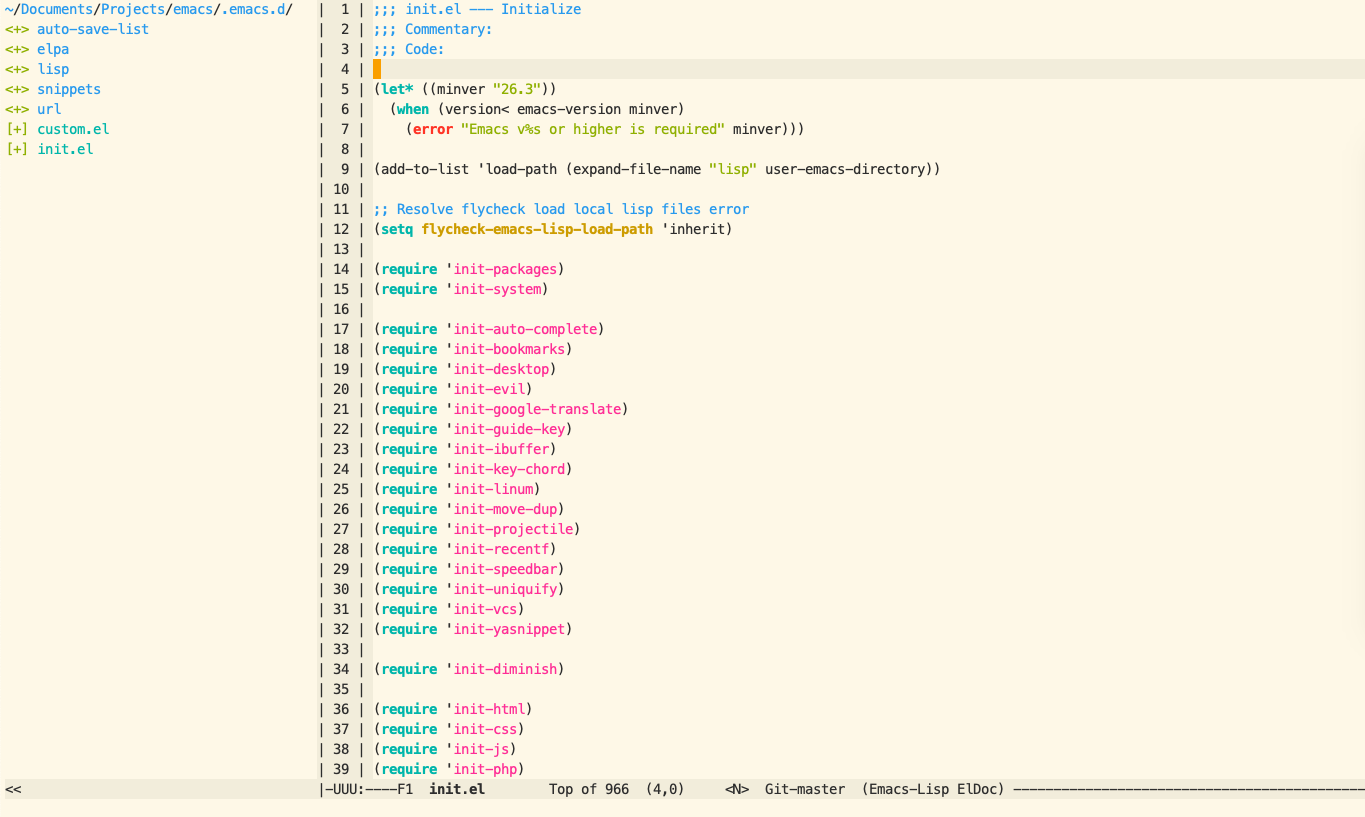 ~/Documents/Projects/emacs/.emacs.d/
<+> auto-save-list
<+> elpa
<+> lisp
<+> snippets
<+> url
[+] custom.el
[+] init.el
<<
| 1 | ;;; init.el --- Initialize
| 2 | ;;; Commentary:
| 3 | ;;; Code:
| 4 |
| 5 | (let* ((minver "26.3"))
| 6 |   (when (version< emacs-version minver)
| 7 |     (error "Emacs v%s or higher is required" minver)))
| 8 |
| 9 | (add-to-list 'load-path (expand-file-name "lisp" user-emacs-directory))
| 10 |
| 11 | ;; Resolve flycheck load local lisp files error
| 12 | (setq flycheck-emacs-lisp-load-path 'inherit)
| 13 |
| 14 | (require 'init-packages)
| 15 | (require 'init-system)
| 16 |
| 17 | (require 'init-auto-complete)
| 18 | (require 'init-bookmarks)
| 19 | (require 'init-desktop)
| 20 | (require 'init-evil)
| 21 | (require 'init-google-translate)
| 22 | (require 'init-guide-key)
| 23 | (require 'init-ibuffer)
| 24 | (require 'init-key-chord)
| 25 | (require 'init-linum)
| 26 | (require 'init-move-dup)
| 27 | (require 'init-projectile)
| 28 | (require 'init-recentf)
| 29 | (require 'init-speedbar)
| 30 | (require 'init-uniquify)
| 31 | (require 'init-vcs)
| 32 | (require 'init-yasnippet)
| 33 |
| 34 | (require 'init-diminish)
| 35 |
| 36 | (require 'init-html)
| 37 | (require 'init-css)
| 38 | (require 'init-js)
| 39 | (require 'init-php)
|-UUU:----F1  init.el        Top of 966  (4,0)     <N>  Git-master  (Emacs-Lisp ElDoc) --------------------------------------------